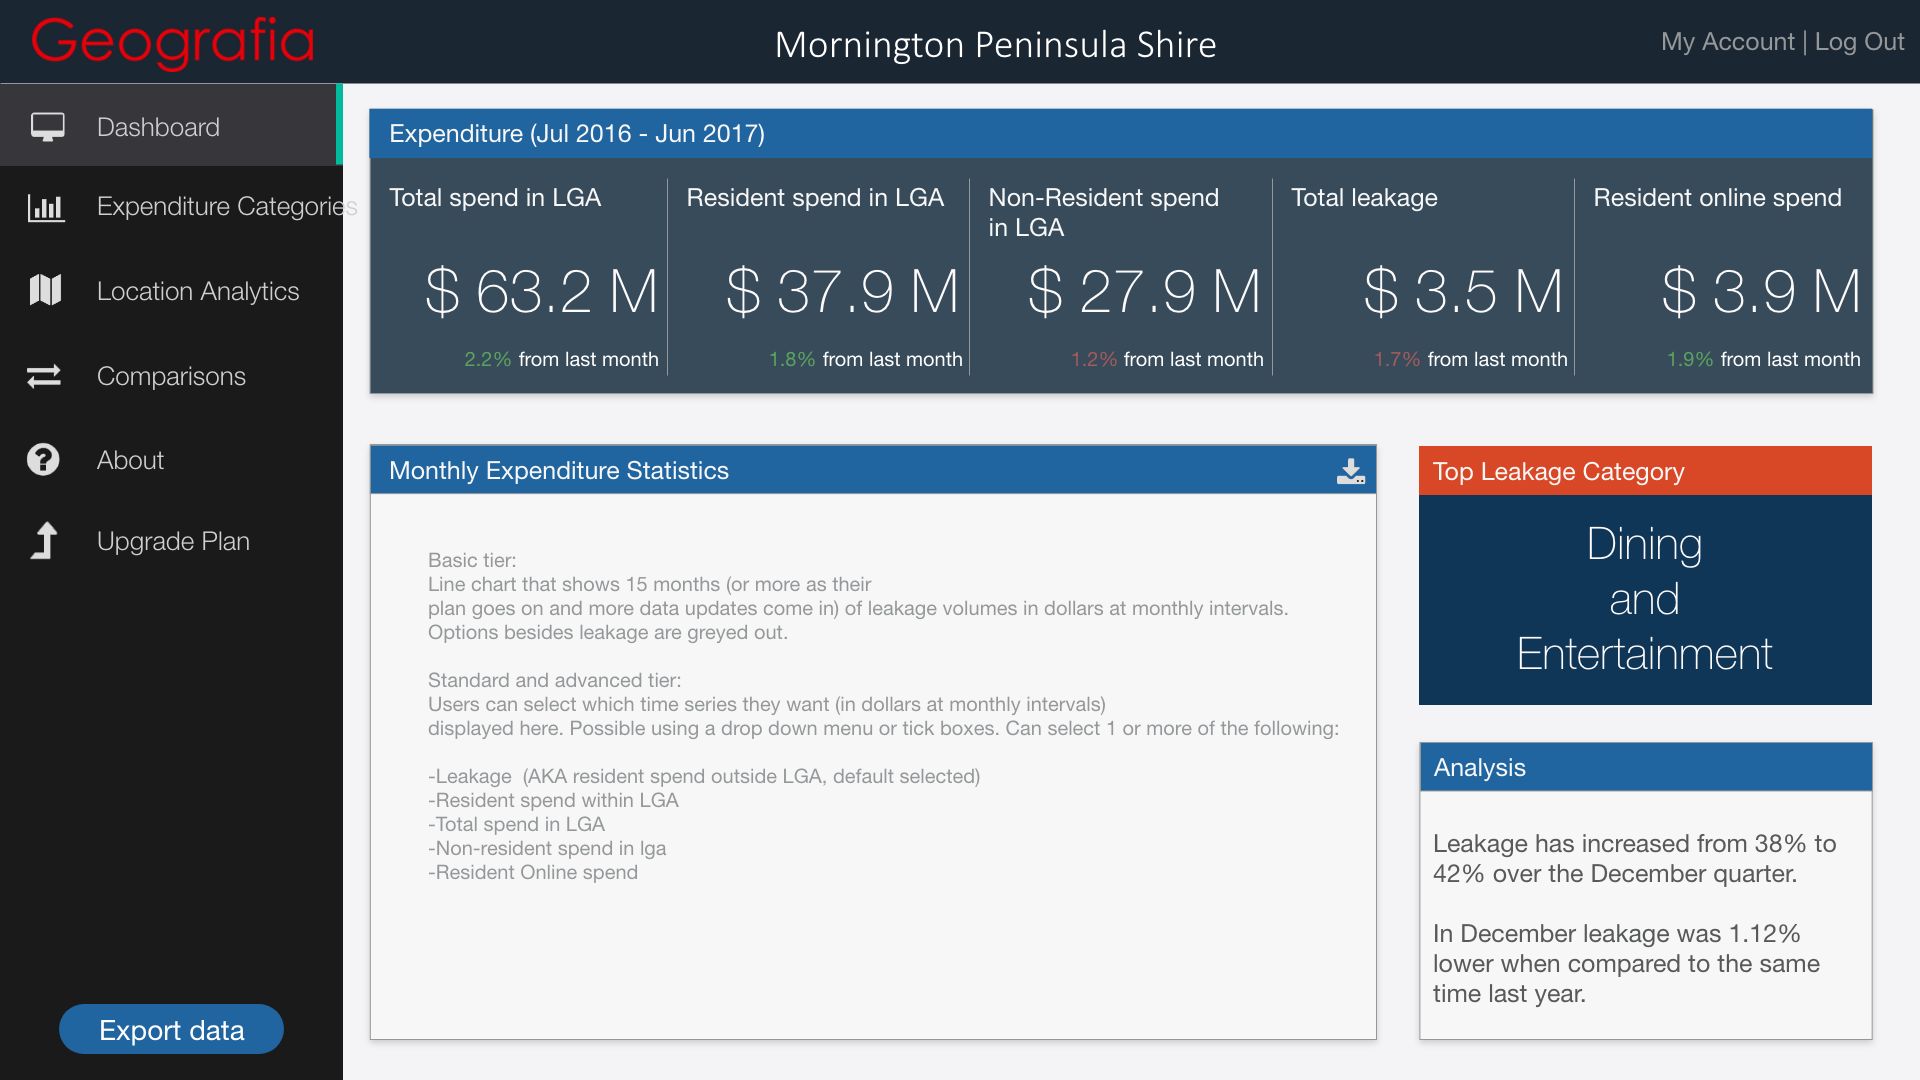 Geografia
Mornington Peninsula Shire
My Account | Log Out
Dashboard
Expenditure Categories
Location Analytics
Comparisons
About
Upgrade Plan
Export data
Expenditure (Jul 2016 - Jun 2017)
Total spend in LGA
$ 63.2 M
2.2% from last month
Resident spend in LGA
$ 37.9 M
1.8% from last month
Non-Resident spend
in LGA
$ 27.9 M
1.2% from last month
Total leakage
$ 3.5 M
1.7% from last month
Resident online spend
$ 3.9 M
1.9% from last month
Monthly Expenditure Statistics
Basic tier:
Line chart that shows 15 months (or more as their
plan goes on and more data updates come in) of leakage volumes in dollars at monthly intervals.
Options besides leakage are greyed out.
Standard and advanced tier:
Users can select which time series they want (in dollars at monthly intervals)
displayed here. Possible using a drop down menu or tick boxes. Can select 1 or more of the following:
-Leakage  (AKA resident spend outside LGA, default selected)
-Resident spend within LGA
-Total spend in LGA
-Non-resident spend in lga
-Resident Online spend
Top Leakage Category
Dining
and
Entertainment
Analysis
Leakage has increased from 38% to
42% over the December quarter.
In December leakage was 1.12%
lower when compared to the same
time last year.